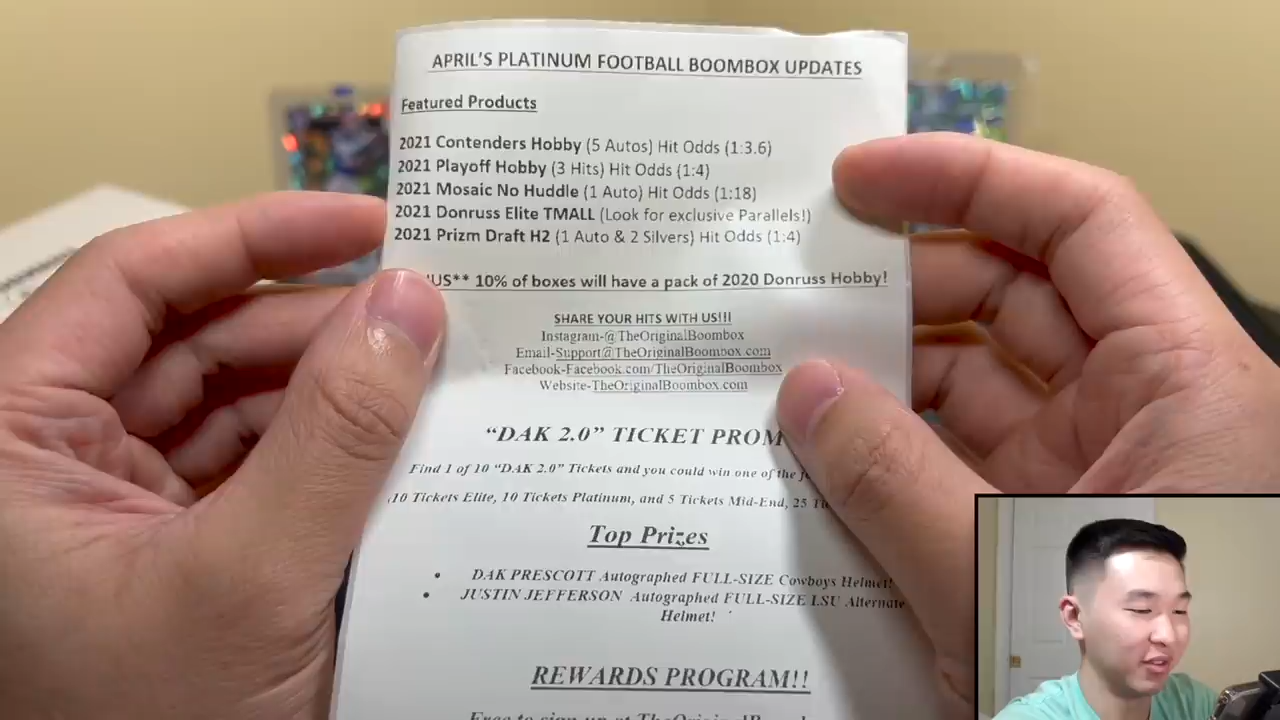 APRIL'S PLATINUM FOOTBALL BOOMBOX UPDATES
Featured Products
2021 Contenders Hobby (5 Autos) Hit Odds (1:3.6)
2021 Playoff Hobby (3 Hits) Hit Odds (1:4)
2021 Mosaic No Huddle (1 Auto) Hit Odds (1:18)
2021 Donruss Elite TMALL (Look for exclusive Parallels!)
2021 Prizm Draft H2 (1 Auto & 2 Silvers) Hit Odds (1:4)
US** 10% of boxes will have a pack of 2020 Donruss Hobby!
SHARE YOUR HITS WITH US!!!
Instagram-@TheOriginalBoombox
Email-Support@TheOriginalBoombox.com
Facebook-Facebook.com/TheOriginalBoombox
Website-TheOriginalBoombox.com
"DAK 2.0" TICKET PROM
Find 1 of 10 "DAK 2.0" Tickets and you could win one of the
10 Tickets Elite, 10 Tickets Platinum, and 5 Tickets Mid-End, 25
Top Prizes
• DAK PRESCOTT Autographed FULL-SIZE Cowboys Helmet!
• JUSTIN JEFFERSON Autographed FULL-SIZE LSU Alternate
Helmet!
REWARDS PROGRAM!!
Free to sign up at